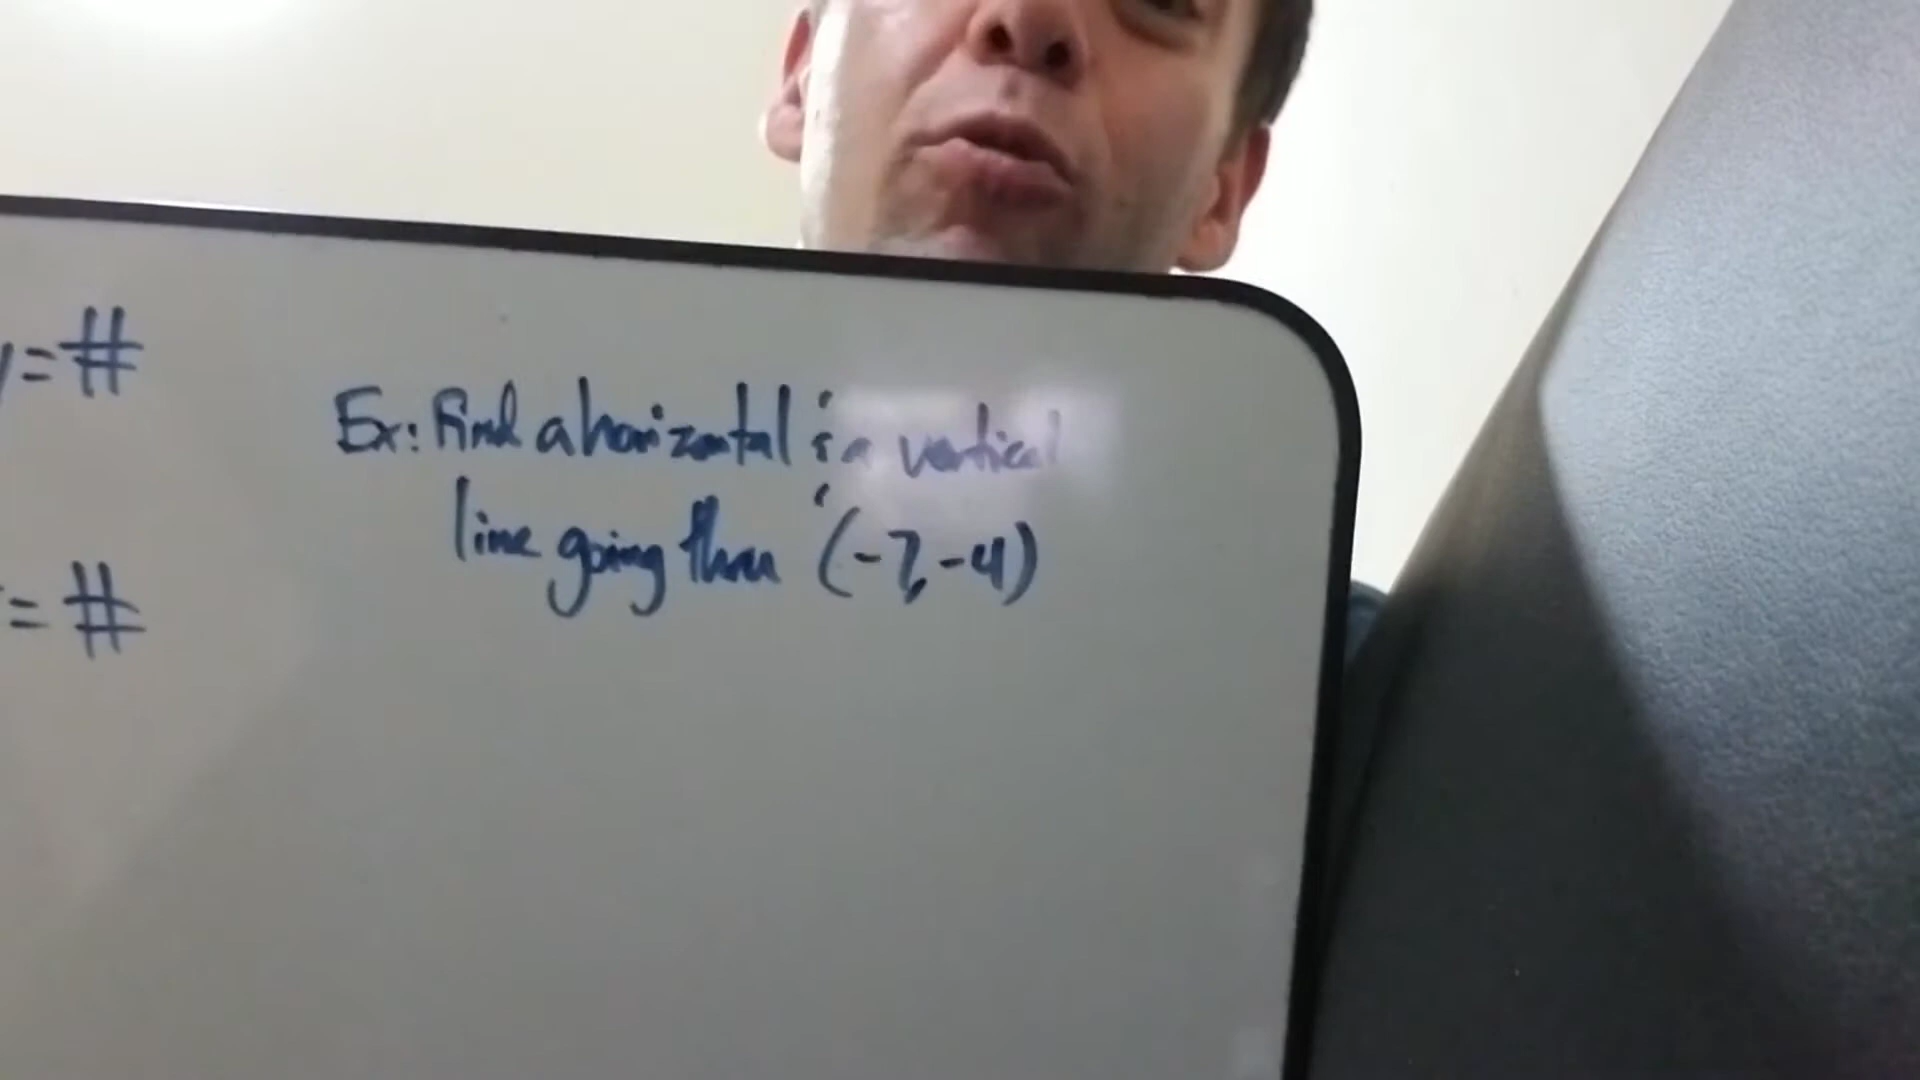 y=#
Ex: Find a horizontal & a vertical
line going thru (-7,-4)
= #